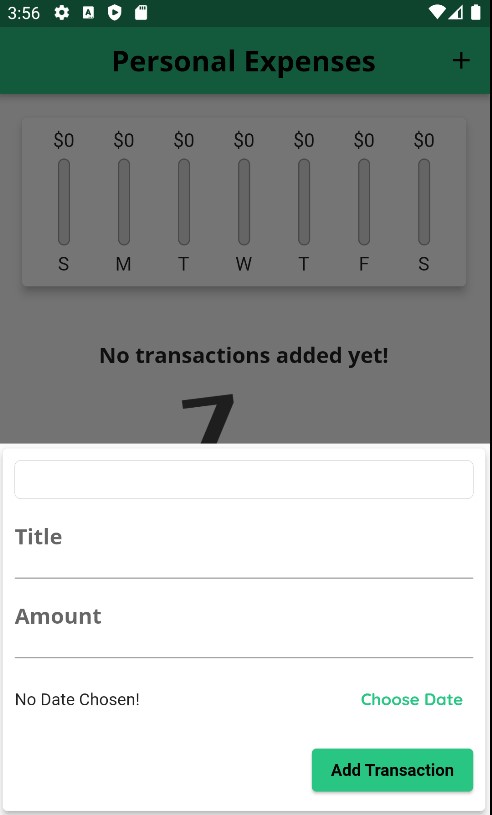 3:56
Personal Expenses +
$0 $0 $0 $0 $0 $0 $0
S M T W T F S
No transactions added yet!
Title
Amount
No Date Chosen! Choose Date
Add Transaction